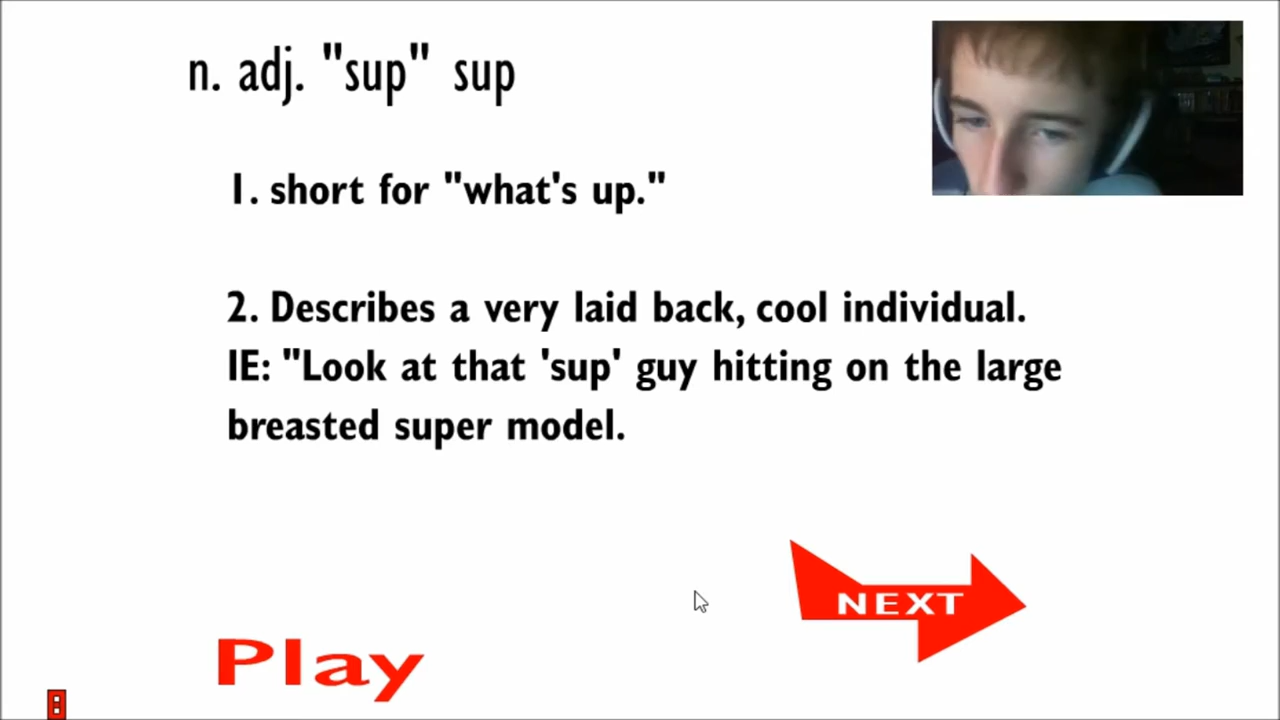 n. adj. "sup" sup
1. short for "what's up."
2. Describes a very laid back, cool individual.
IE: "Look at that 'sup' guy hitting on the large
breasted super model.
NEXT
Play